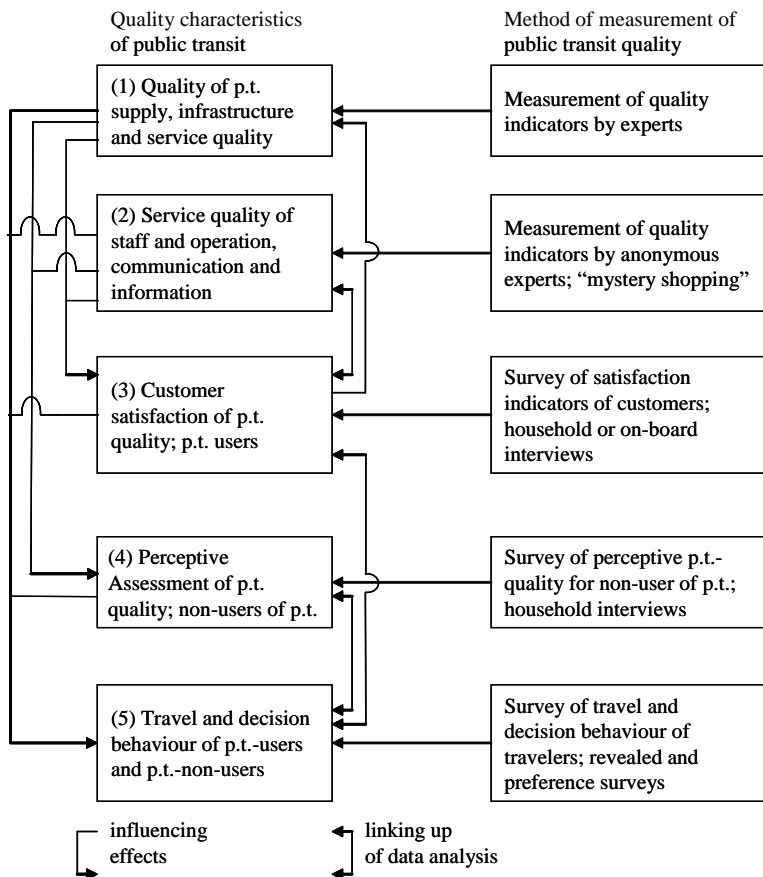 Quality characteristics
of public transit
Method of measurement of
public transit quality
(1) Quality of p.t.
supply, infrastructure
and service quality
Measurement of quality
indicators by experts
(2) Service quality of
staff and operation,
communication and
information
Measurement of quality
indicators by anonymous
experts; “mystery shopping”
(3) Customer
satisfaction of p.t.
quality; p.t. users
Survey of satisfaction
indicators of customers;
household or on-board
interviews
(4) Perceptive
Assessment of p.t.
quality; non-users of p.t.
Survey of perceptive p.t.-
quality for non-user of p.t.;
household interviews
(5) Travel and decision
behaviour of p.t.-users
and p.t.-non-users
Survey of travel and
decision behaviour of
travelers; revealed and
preference surveys
influencing
effects
linking up
of data analysis